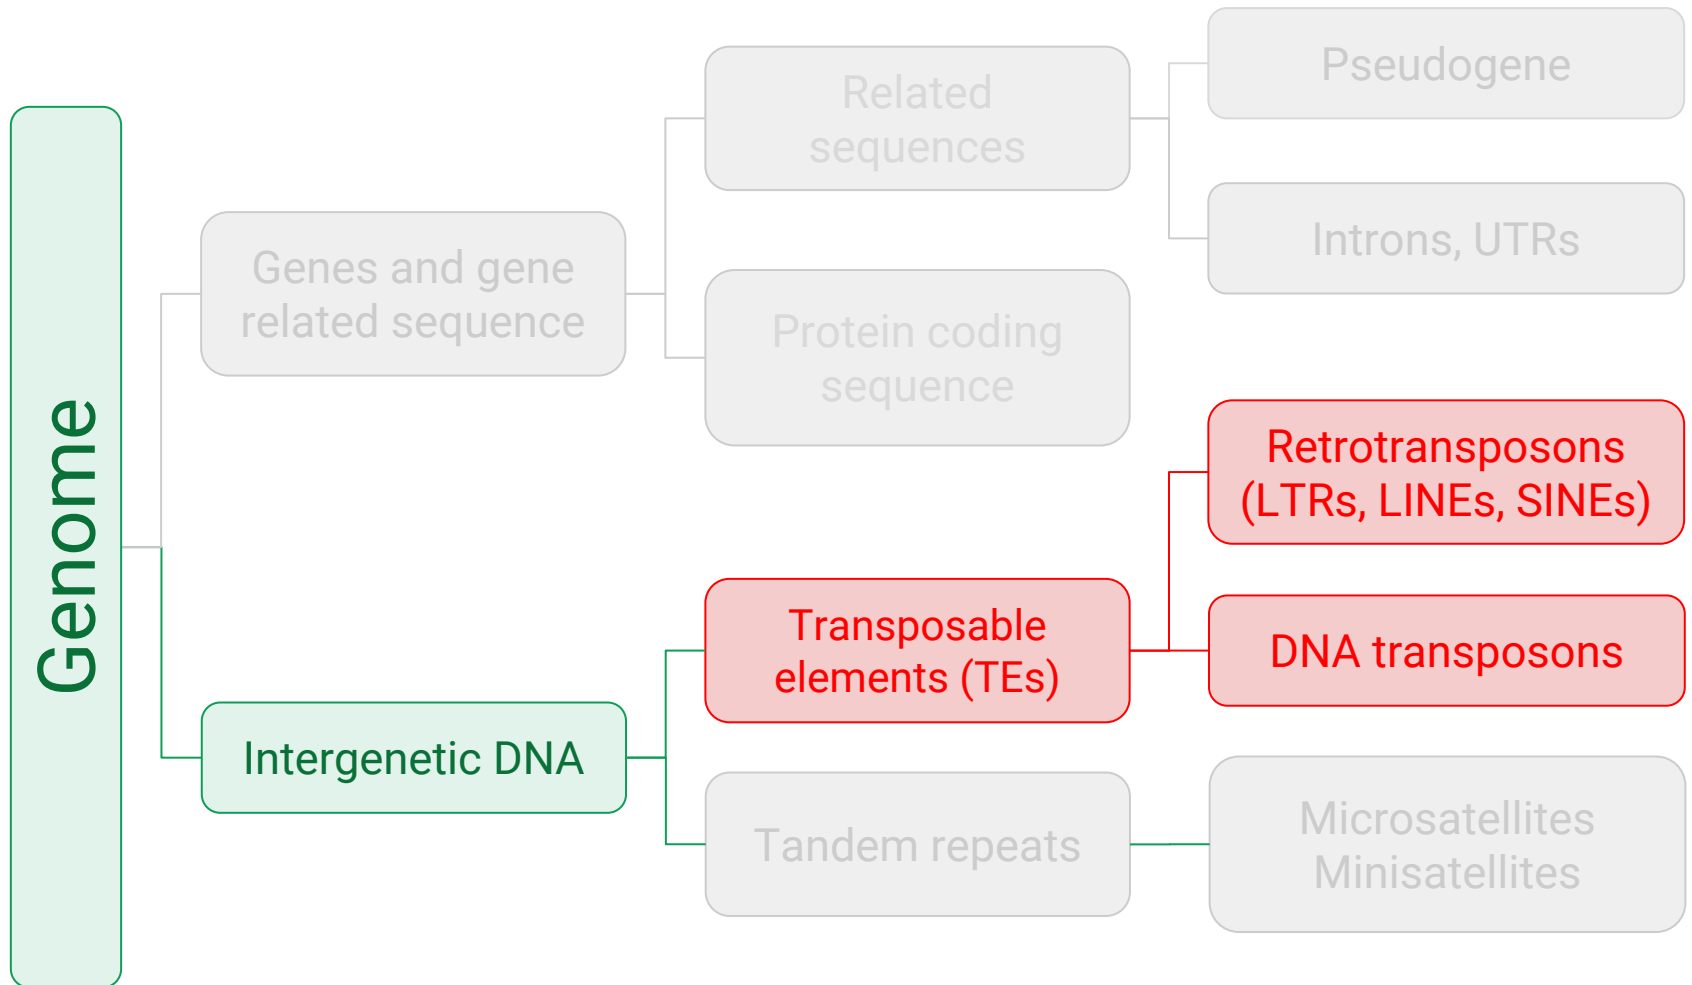 Genome
Genes and gene
related sequence
Related
sequences
Pseudogene
Introns, UTRs
Protein coding
sequence
Intergenetic DNA
Transposable
elements (TEs)
Retrotransposons
(LTRs, LINEs, SINEs)
DNA transposons
Tandem repeats
Microsatellites
Minisatellites